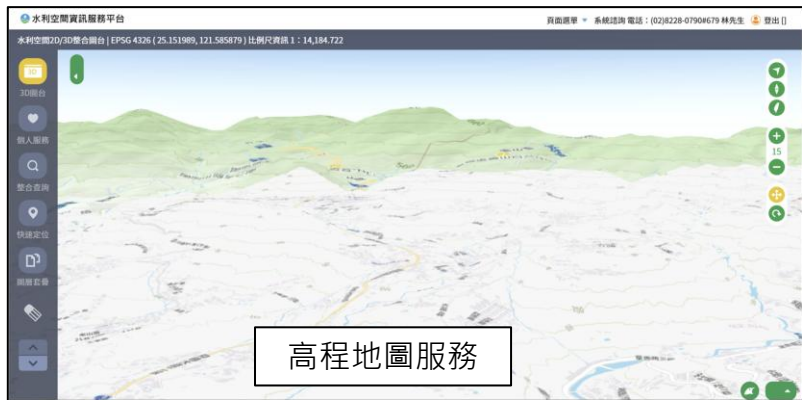 水利空間資訊服務平台
頁面選單 ▼ 系統諮詢 電話：(02)8228-0790#679 林先生 登出 []
水利空間2D/3D整合圖台 | EPSG 4326 ( 25.151989, 121.585879 ) 比例尺資訊 1：14,184.722
3D
3D圖台
個人服務
整合查詢
快速定位
圖層套疊
15
高程地圖服務